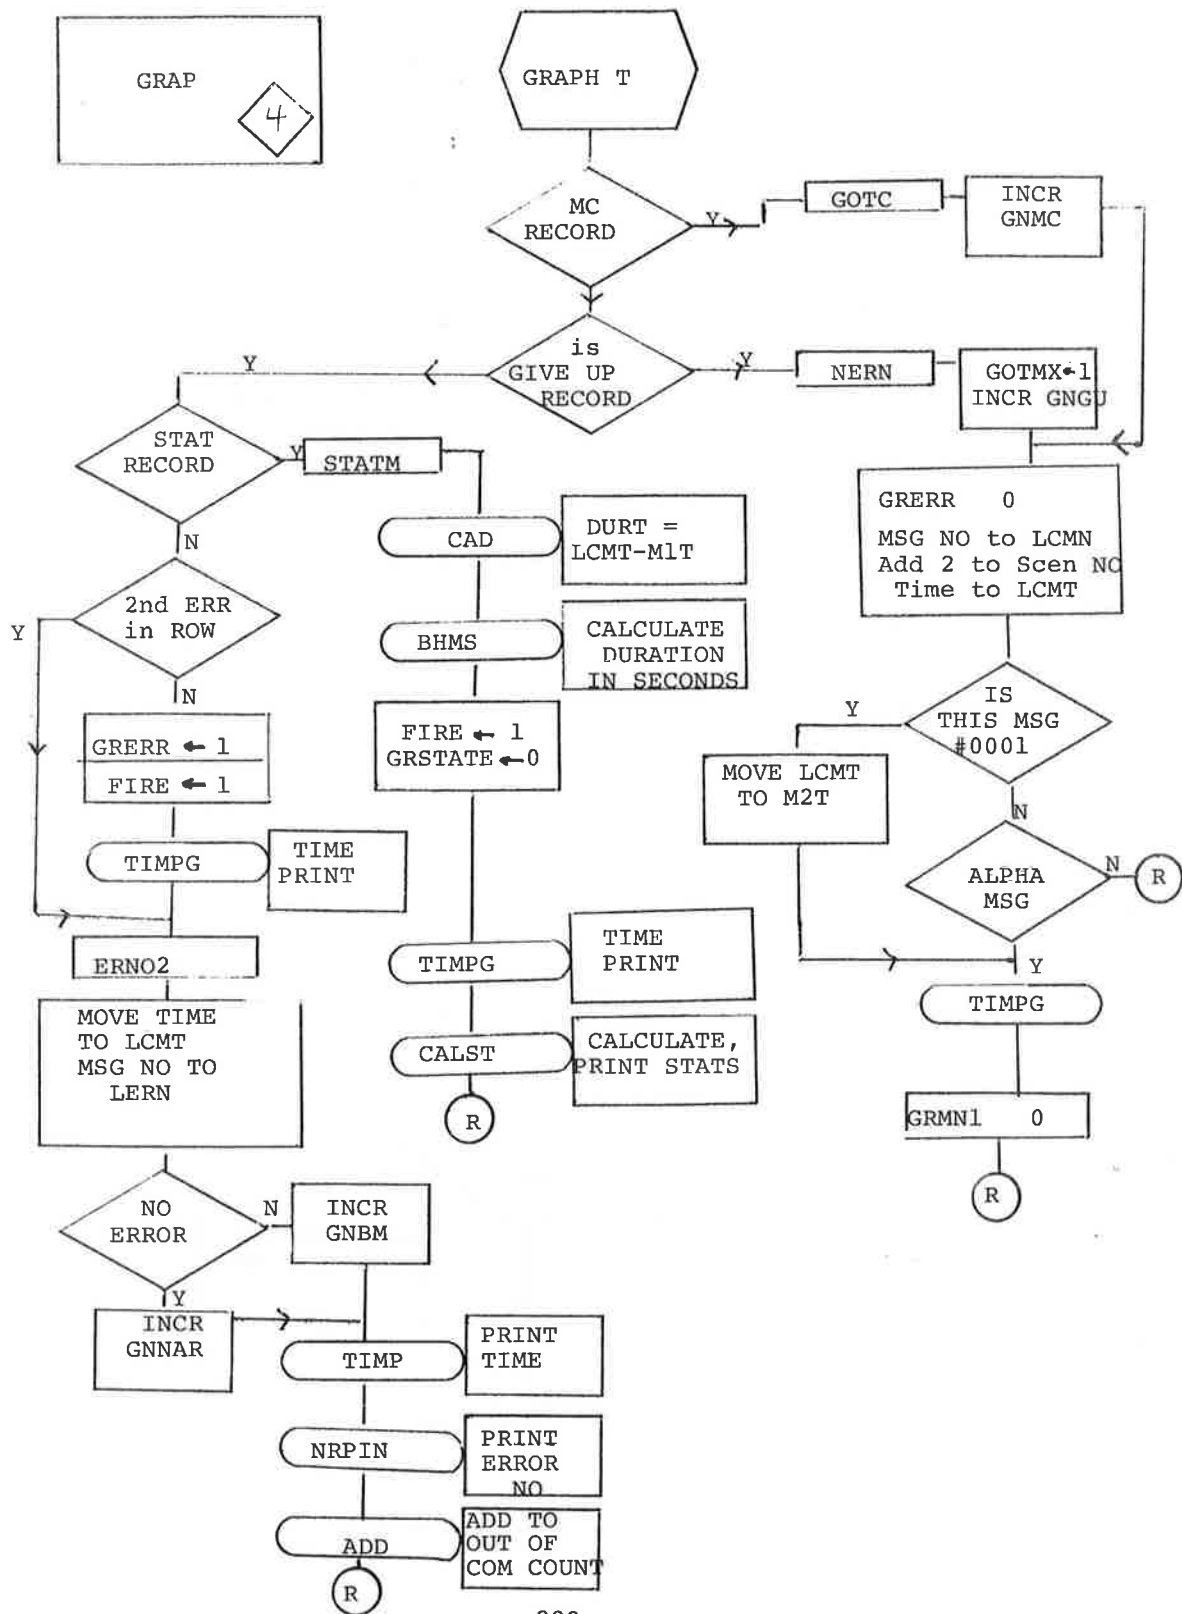 GRAP
4
GRAPH T
MC
RECORD
Y
GOTC
INCR
GNMC
is
GIVE UP
RECORD
Y
Y
NERN
GOTMX←1
INCR GNGU
STAT
RECORD
Y
STATM
N
CAD
DURT =
LCMT-M1T
GRERR 0
MSG NO to LCMN
Add 2 to Scen NO
Time to LCMT
2nd ERR
in ROW
Y
N
BHMS
CALCULATE
DURATION
IN SECONDS
GRERR ← 1
FIRE ← 1
FIRE ← 1
GRSTATE ← 0
IS
THIS MSG
#0001
Y
N
MOVE LCMT
TO M2T
TIMPG
TIME
PRINT
ALPHA
MSG
N
R
Y
ERNO2
TIMPG
TIME
PRINT
TIMPG
MOVE TIME
TO LCMT
MSG NO TO
LERN
CALST
CALCULATE,
PRINT STATS
R
GRMN1 0
R
NO
ERROR
N
INCR
GNBM
Y
INCR
GNNAR
TIMP
PRINT
TIME
NRPIN
PRINT
ERROR
NO
ADD
ADD TO
OUT OF
COM COUNT
R